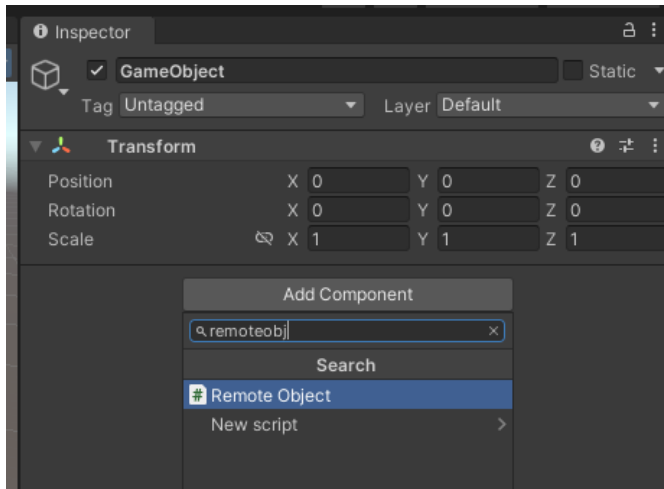 Inspector
GameObject Static
Tag Untagged Layer Default
Transform
Position X 0 Y 0 Z 0
Rotation X 0 Y 0 Z 0
Scale X 1 Y 1 Z 1
Add Component
remoteobj
Search
# Remote Object
New script